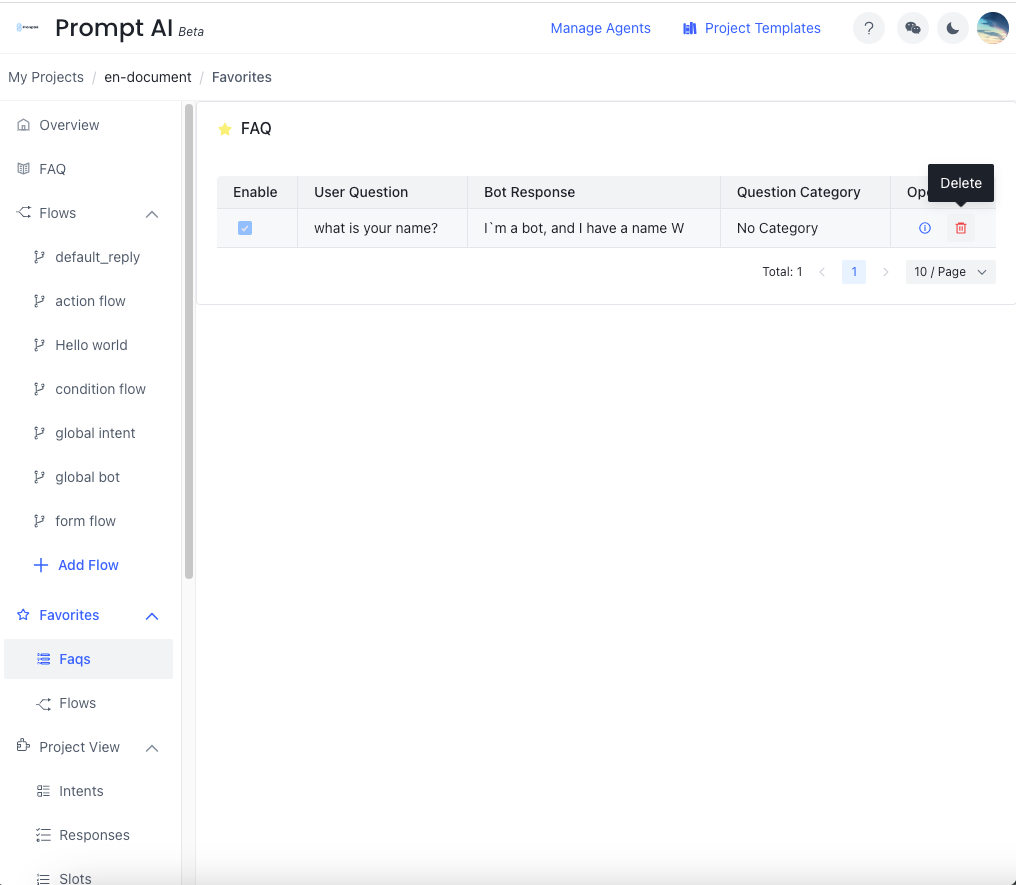 Prompt AI Beta
Manage Agents
Project Templates
?
My Projects / en-document / Favorites
Overview
FAQ
Flows
default_reply
action flow
Hello world
condition flow
global intent
global bot
form flow
Add Flow
Favorites
Faqs
Flows
Project View
Intents
Responses
Slots
FAQ
Delete
Enable User Question Bot Response Question Category
what is your name? I`m a bot, and I have a name W No Category
Total: 1 1 10 / Page